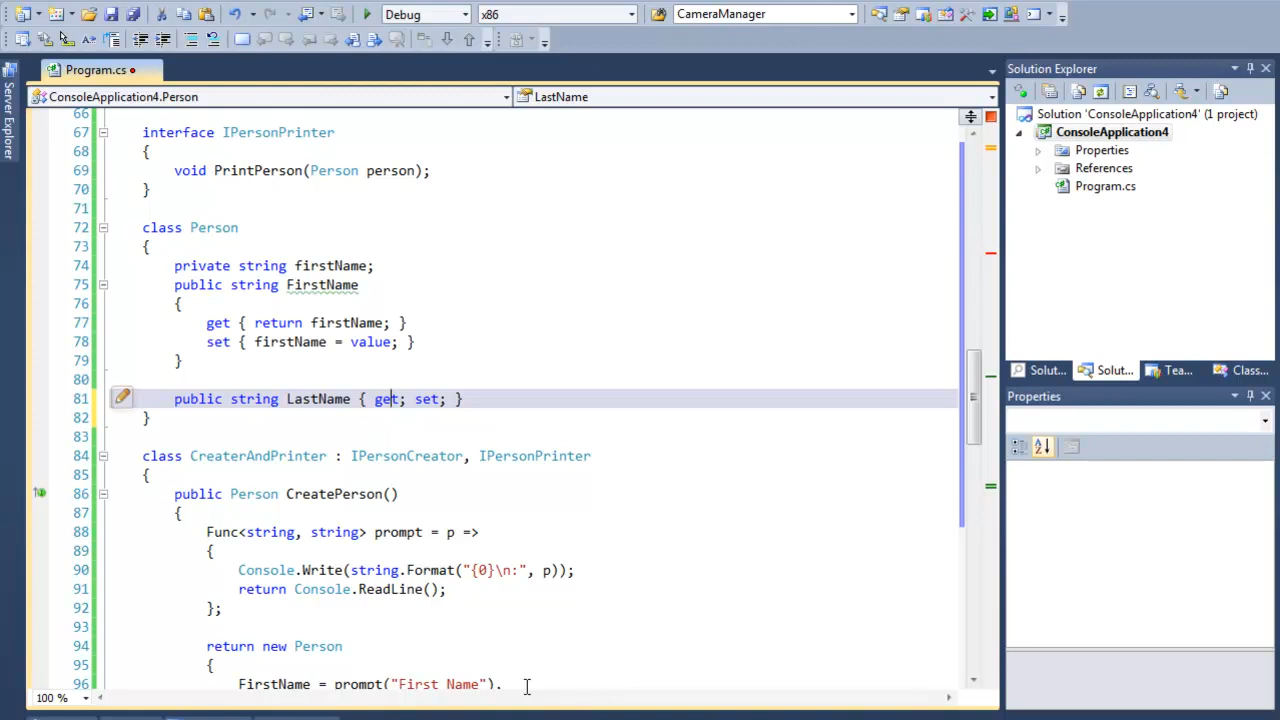 Debug
x86
CameraManager
Server Explorer
Program.cs
ConsoleApplication4.Person
LastName
66
67 interface IPersonPrinter
68 {
69 void PrintPerson(Person person);
70 }
71
72 class Person
73 {
74 private string firstName;
75 public string FirstName
76 {
77 get { return firstName; }
78 set { firstName = value; }
79 }
80
81 public string LastName { get; set; }
82 }
83
84 class CreaterAndPrinter : IPersonCreator, IPersonPrinter
85 {
86 public Person CreatePerson()
87 {
88 Func<string, string> prompt = p =>
89 {
90 Console.Write(string.Format("{0}\n:", p));
91 return Console.ReadLine();
92 };
93
94 return new Person
95 {
96 FirstName = prompt("First Name"),
100 %
Solution Explorer
Solution 'ConsoleApplication4' (1 project)
ConsoleApplication4
Properties
References
Program.cs
Solut...
Solut...
Tea...
Class...
Properties